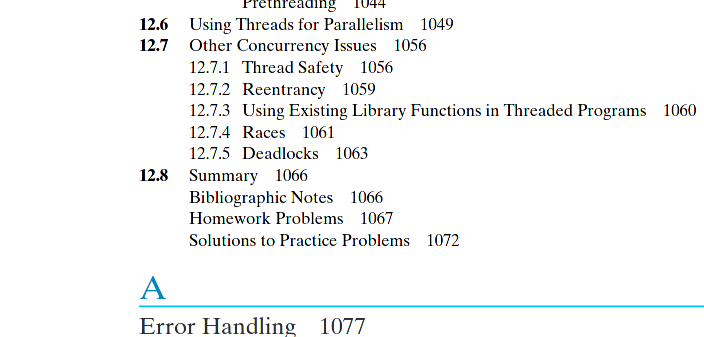 Prethreading 1044
12.6 Using Threads for Parallelism 1049
12.7 Other Concurrency Issues 1056
12.7.1 Thread Safety 1056
12.7.2 Reentrancy 1059
12.7.3 Using Existing Library Functions in Threaded Programs 1060
12.7.4 Races 1061
12.7.5 Deadlocks 1063
12.8 Summary 1066
Bibliographic Notes 1066
Homework Problems 1067
Solutions to Practice Problems 1072
A
Error Handling 1077